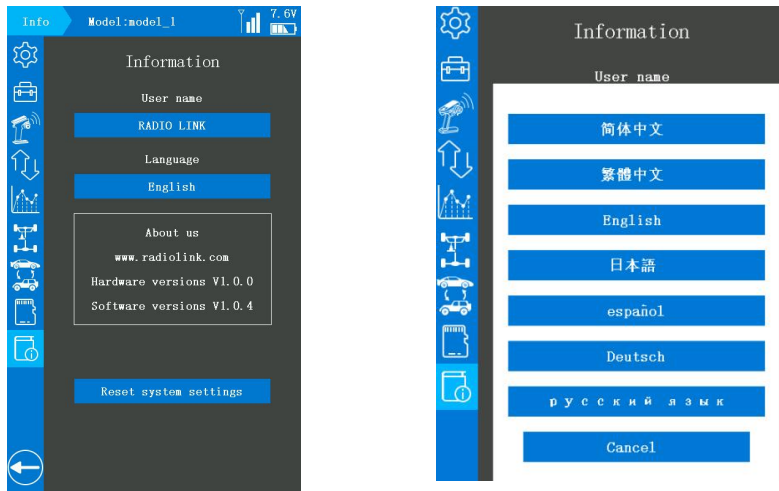 Info
Model:model_1
7.6V
Information
User name
RADIO LINK
Language
English
About us
www.radiolink.com
Hardware versions V1.0.0
Software versions V1.0.4
Reset system settings
Information
User name
简体中文
繁體中文
English
日本語
español
Deutsch
русский язык
Cancel